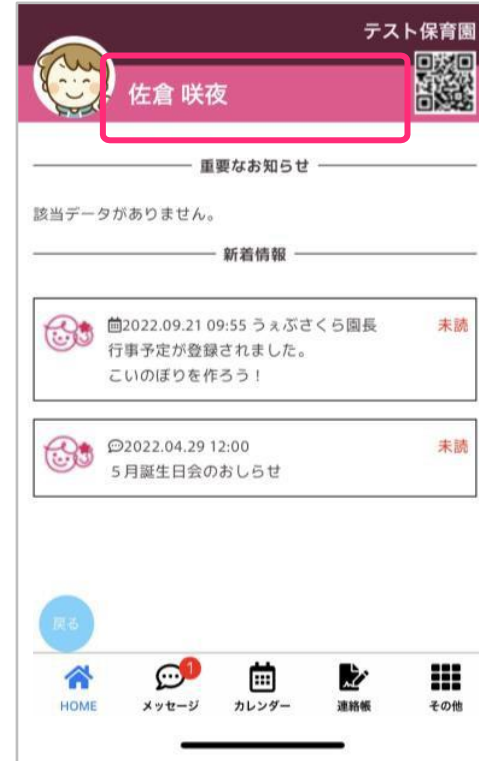 テスト保育園
佐倉 咲夜
重要なお知らせ
該当データがありません。
新着情報
2022.09.21 09:55 うぇぶさくら園長 未読
行事予定が登録されました。
こいのぼりを作ろう！
2022.04.29 12:00 未読
５月誕生日会のおしらせ
戻る
1
HOME メッセージ カレンダー 連絡帳 その他